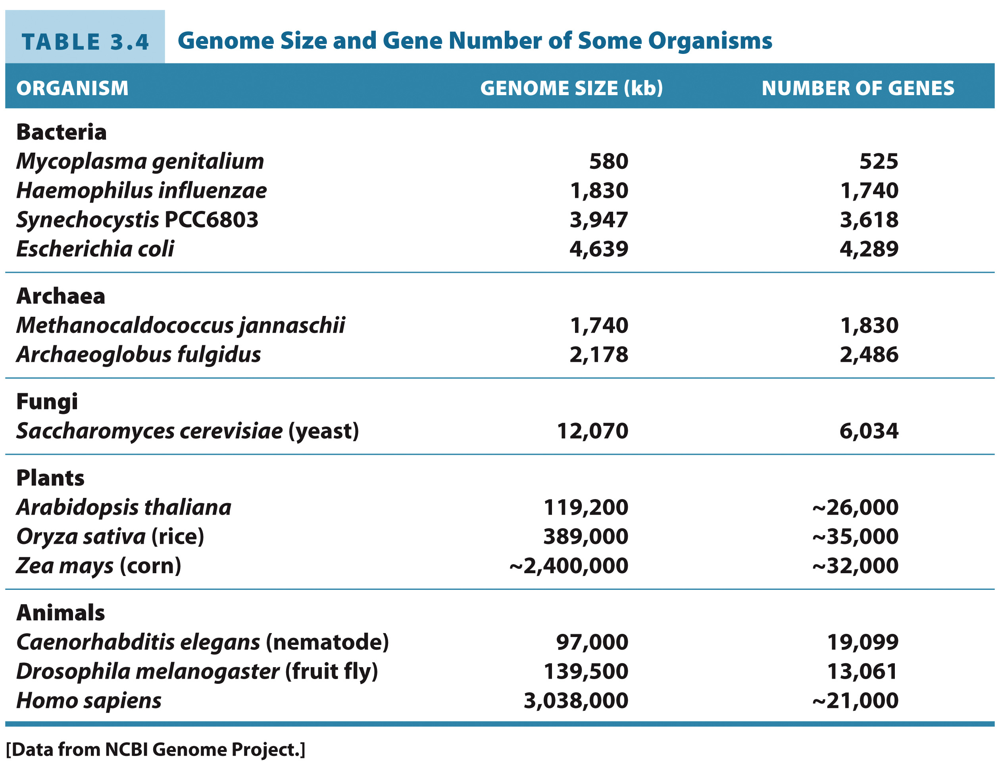 TABLE 3.4 Genome Size and Gene Number of Some Organisms
ORGANISM GENOME SIZE (kb) NUMBER OF GENES
Bacteria
Mycoplasma genitalium 580 525
Haemophilus influenzae 1,830 1,740
Synechocystis PCC6803 3,947 3,618
Escherichia coli 4,639 4,289
Archaea
Methanocaldococcus jannaschii 1,740 1,830
Archaeoglobus fulgidus 2,178 2,486
Fungi
Saccharomyces cerevisiae (yeast) 12,070 6,034
Plants
Arabidopsis thaliana 119,200 ~26,000
Oryza sativa (rice) 389,000 ~35,000
Zea mays (corn) ~2,400,000 ~32,000
Animals
Caenorhabditis elegans (nematode) 97,000 19,099
Drosophila melanogaster (fruit fly) 139,500 13,061
Homo sapiens 3,038,000 ~21,000
[Data from NCBI Genome Project.]